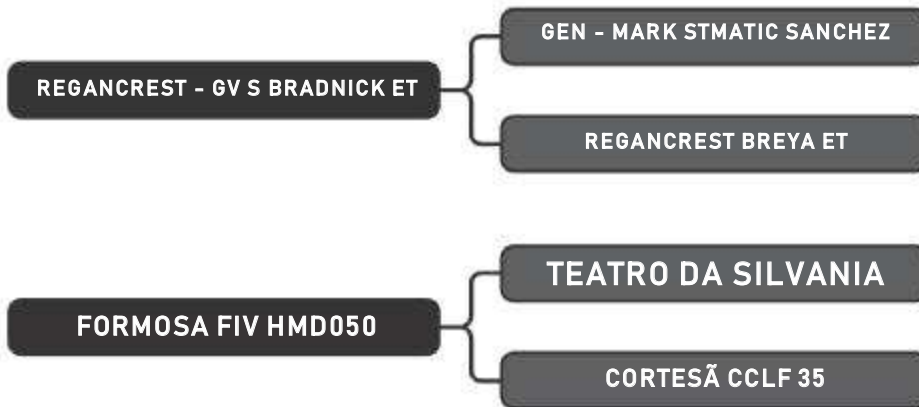 GEN - MARK STMATIC SANCHEZ
REGANCREST - GV S BRADNICK ET
REGANCREST BREYA ET
TEATRO DA SILVANIA
FORMOSA FIV HMD050
CORTESÃ CCLF 35